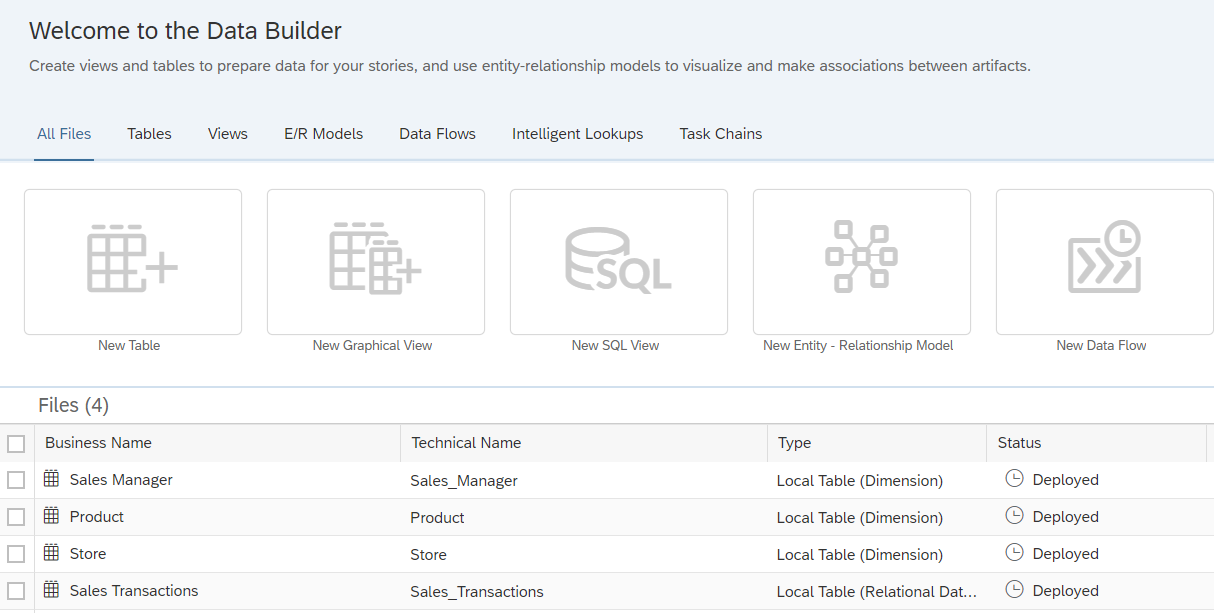 Welcome to the Data Builder
Create views and tables to prepare data for your stories, and use entity-relationship models to visualize and make associations between artifacts.
All Files Tables Views E/R Models Data Flows Intelligent Lookups Task Chains
SQL
New Table New Graphical View New SQL View New Entity - Relationship Model New Data Flow
Files (4)
Business Name Technical Name Type Status
Sales Manager Sales_Manager Local Table (Dimension) Deployed
Product Product Local Table (Dimension) Deployed
Store Store Local Table (Dimension) Deployed
Sales Transactions Sales_Transactions Local Table (Relational Dat... Deployed